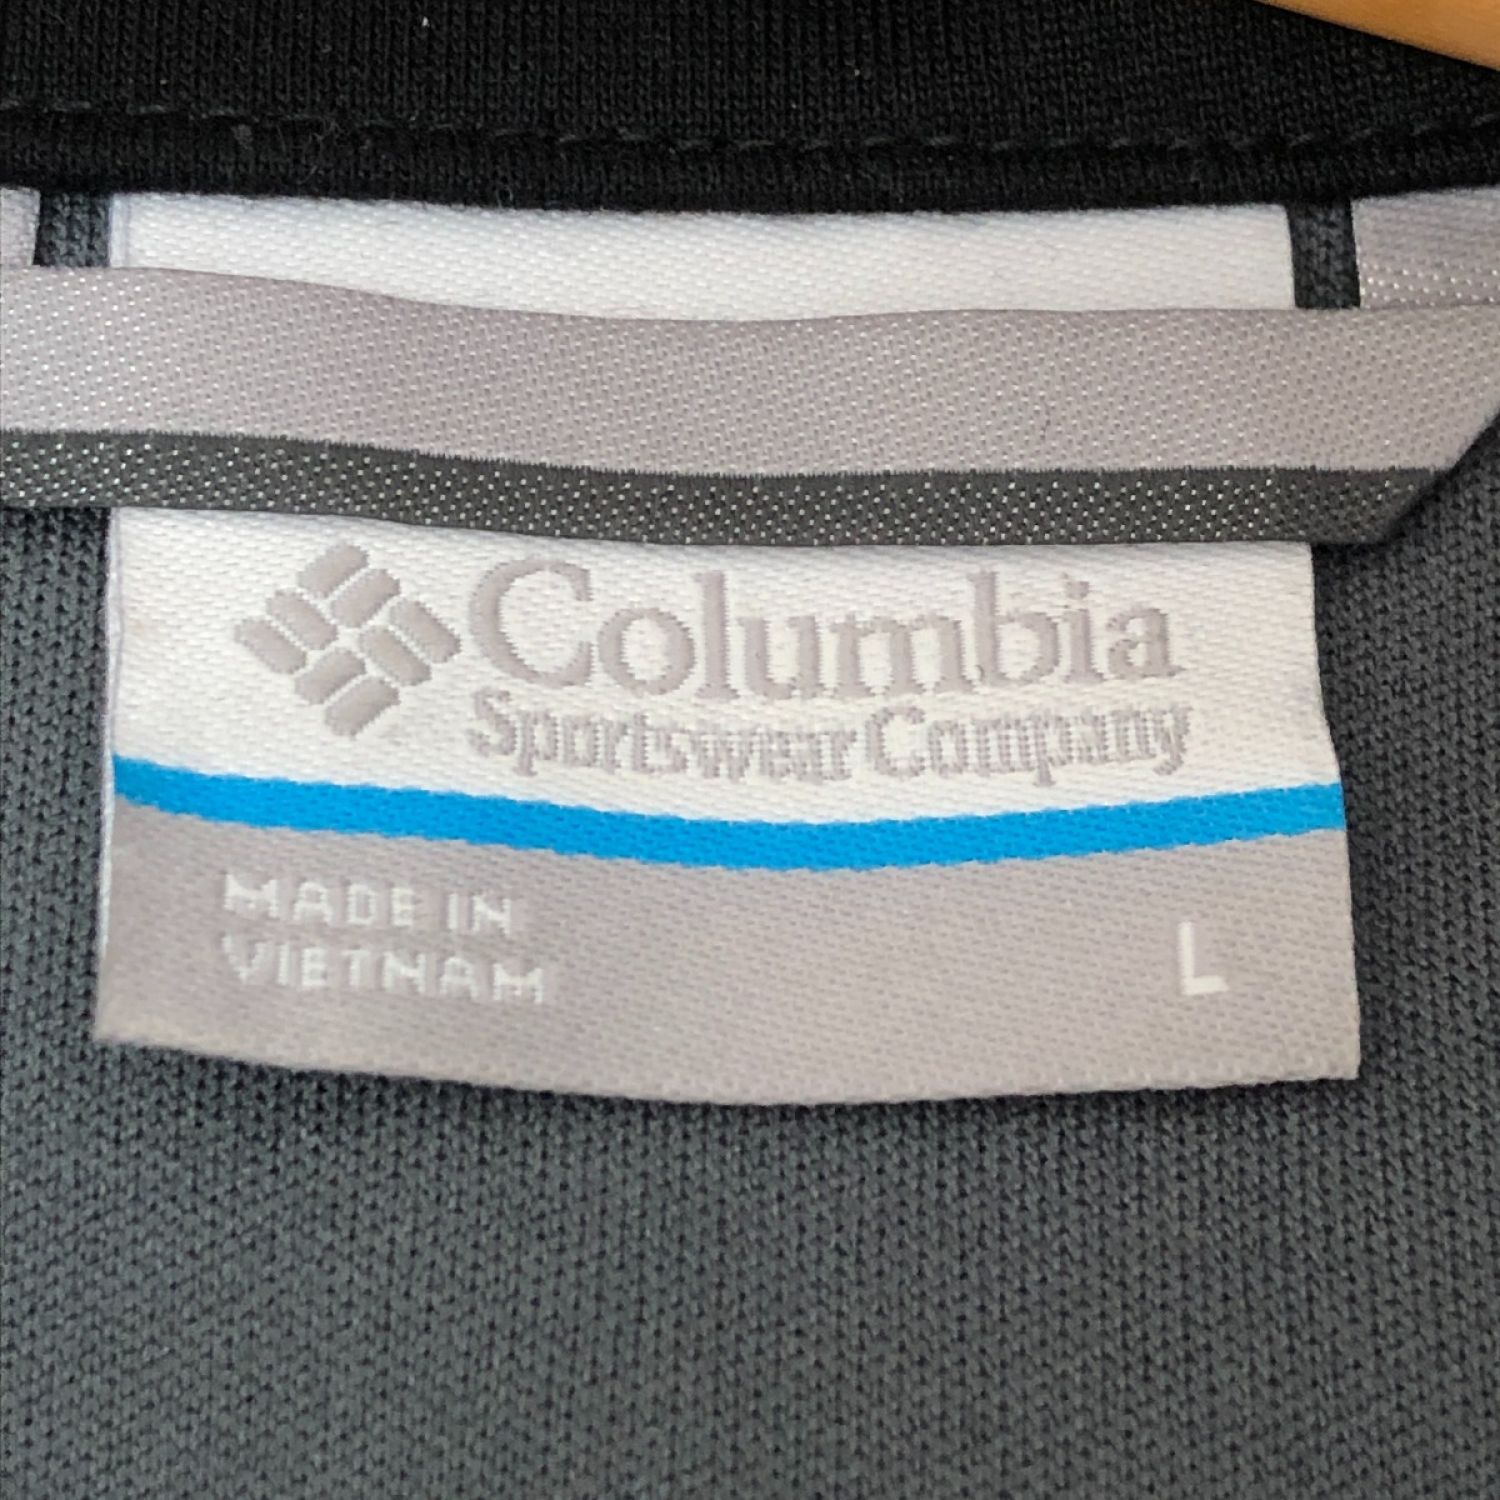 Columbia
Sportswear Company
MADE IN
VIETNAM
L